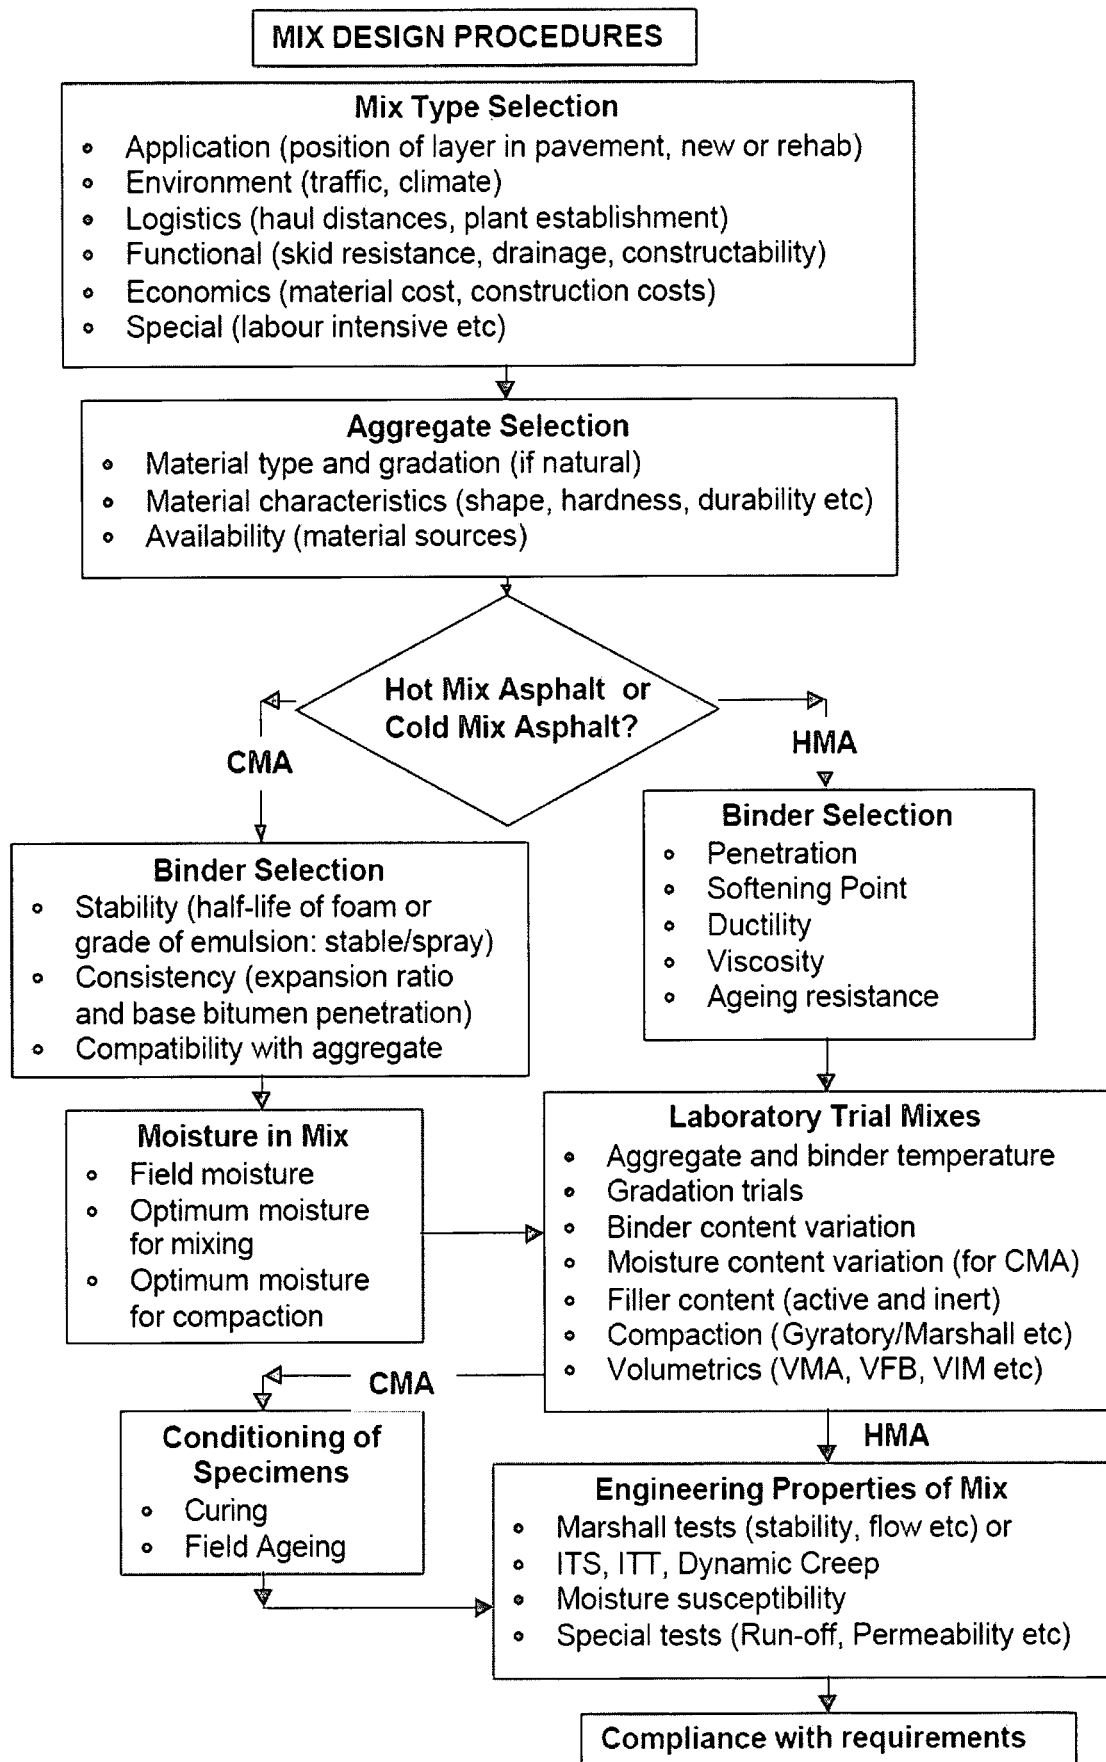 MIX DESIGN PROCEDURES
Mix Type Selection
Application (position of layer in pavement, new or rehab)
Environment (traffic, climate)
Logistics (haul distances, plant establishment)
Functional (skid resistance, drainage, constructability)
Economics (material cost, construction costs)
Special (labour intensive etc)
Aggregate Selection
Material type and gradation (if natural)
Material characteristics (shape, hardness, durability etc)
Availability (material sources)
Hot Mix Asphalt or
Cold Mix Asphalt?
CMA
HMA
Binder Selection
Stability (half-life of foam or
grade of emulsion: stable/spray)
Consistency (expansion ratio
and base bitumen penetration)
Compatibility with aggregate
Binder Selection
Penetration
Softening Point
Ductility
Viscosity
Ageing resistance
Moisture in Mix
Field moisture
Optimum moisture
for mixing
Optimum moisture
for compaction
Laboratory Trial Mixes
Aggregate and binder temperature
Gradation trials
Binder content variation
Moisture content variation (for CMA)
Filler content (active and inert)
Compaction (Gyratory/Marshall etc)
Volumetrics (VMA, VFB, VIM etc)
CMA
HMA
Conditioning of
Specimens
Curing
Field Ageing
Engineering Properties of Mix
Marshall tests (stability, flow etc) or
ITS, ITT, Dynamic Creep
Moisture susceptibility
Special tests (Run-off, Permeability etc)
Compliance with requirements